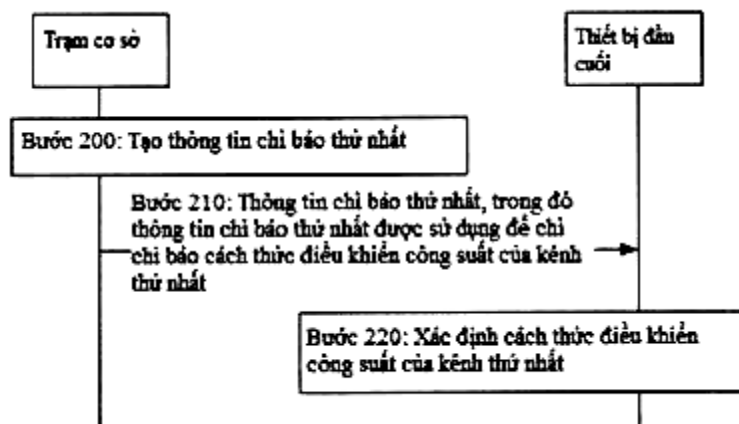 Trạm cơ sở
Thiết bị đầu
cuối
Bước 200: Tạo thông tin chỉ báo thứ nhất
Bước 210: Thông tin chỉ báo thứ nhất, trong đó
thông tin chỉ báo thứ nhất được sử dụng để chỉ
chỉ báo cách thức điều khiển công suất của kênh
thứ nhất
Bước 220: Xác định cách thức điều khiển
công suất của kênh thứ nhất